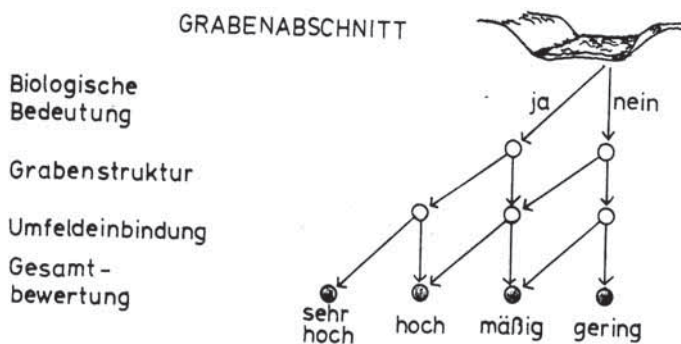 GRABENABSCHNITT
Biologische
Bedeutung
ja
nein
Grabenstruktur
Umfeldeinbindung
Gesamt-
bewertung
sehr
hoch
hoch
mäßig
gering